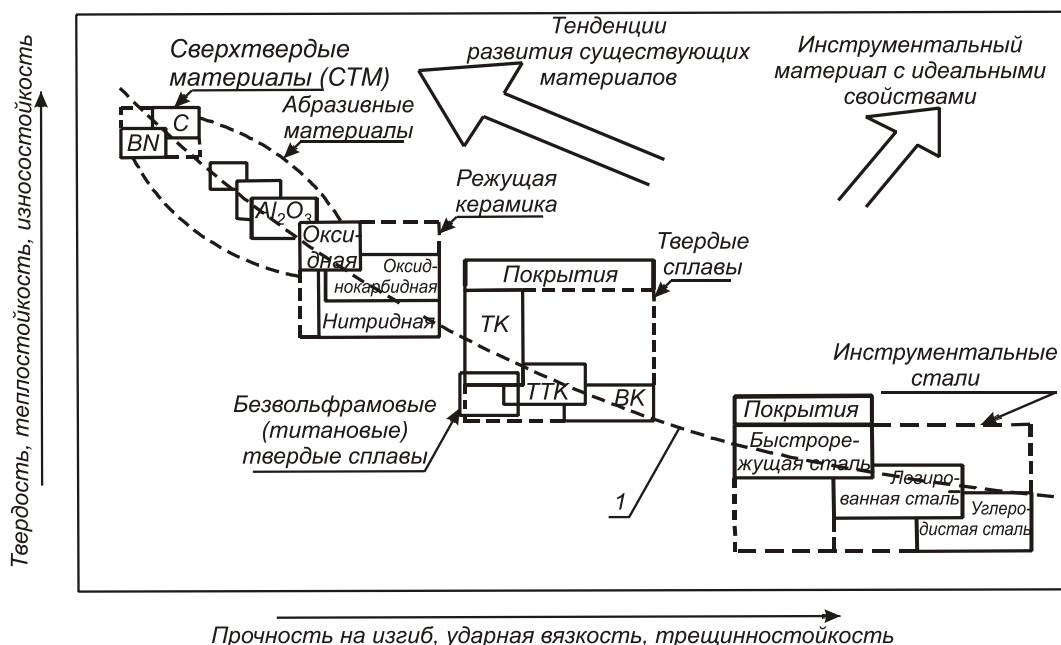 Твердость, теплостойкость, износостойкость
Сверхтвердые
материалы (СТМ)
Абразивные
материалы
Тенденции
развития существующих
материалов
Инструментальный
материал с идеальными
свойствами
C
BN
Al₂O₃
Режущая
керамика
Окси-
дная
Оксид-
нокарбидная
Нитридная
Твердые
сплавы
Покрытия
ТК
ТТК
ВК
Безвольфрамовые
(титановые)
твердые сплавы
1
Инструментальные
стали
Покрытия
Быстроре-
жущая сталь
Легиро-
ванная сталь
Углеро-
дистая сталь
Прочность на изгиб, ударная вязкость, трещинностойкость